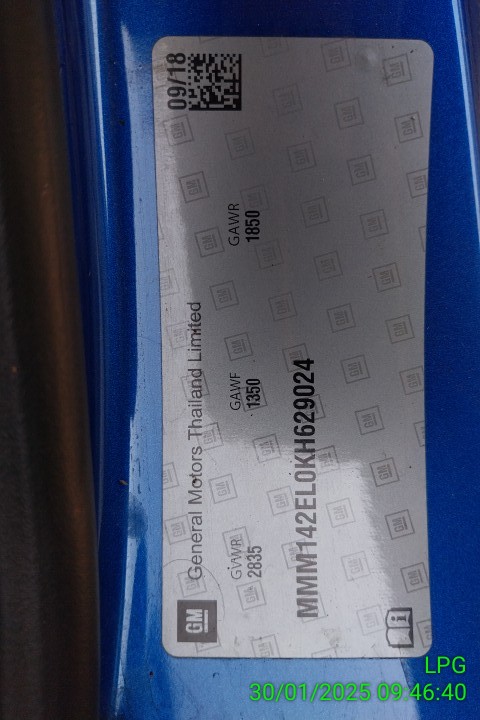 GM
General Motors Thailand Limited
09/18
GVWR
2835
GAWF
1350
GAWR
1850
MMM142EL0KH629024
LPG
30/01/2025 09:46:40